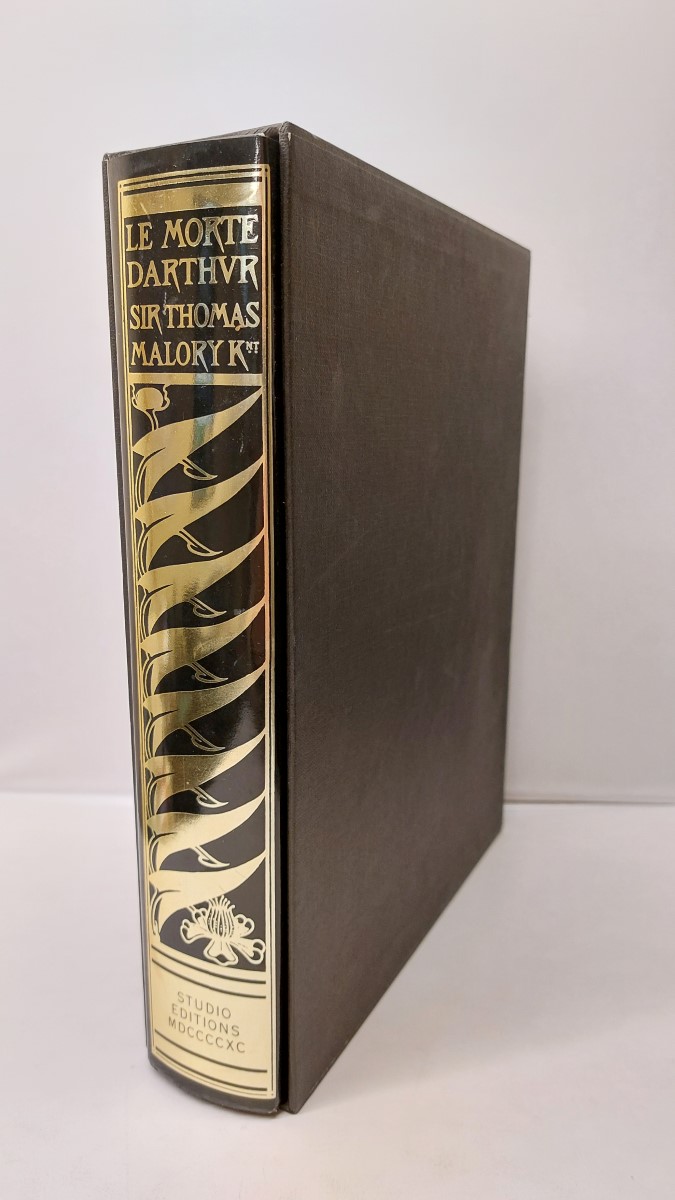 LE MORTE
DARTHVR
SIR THOMAS
MALORY KNT
STUDIO
EDITIONS
MDCCCCXC